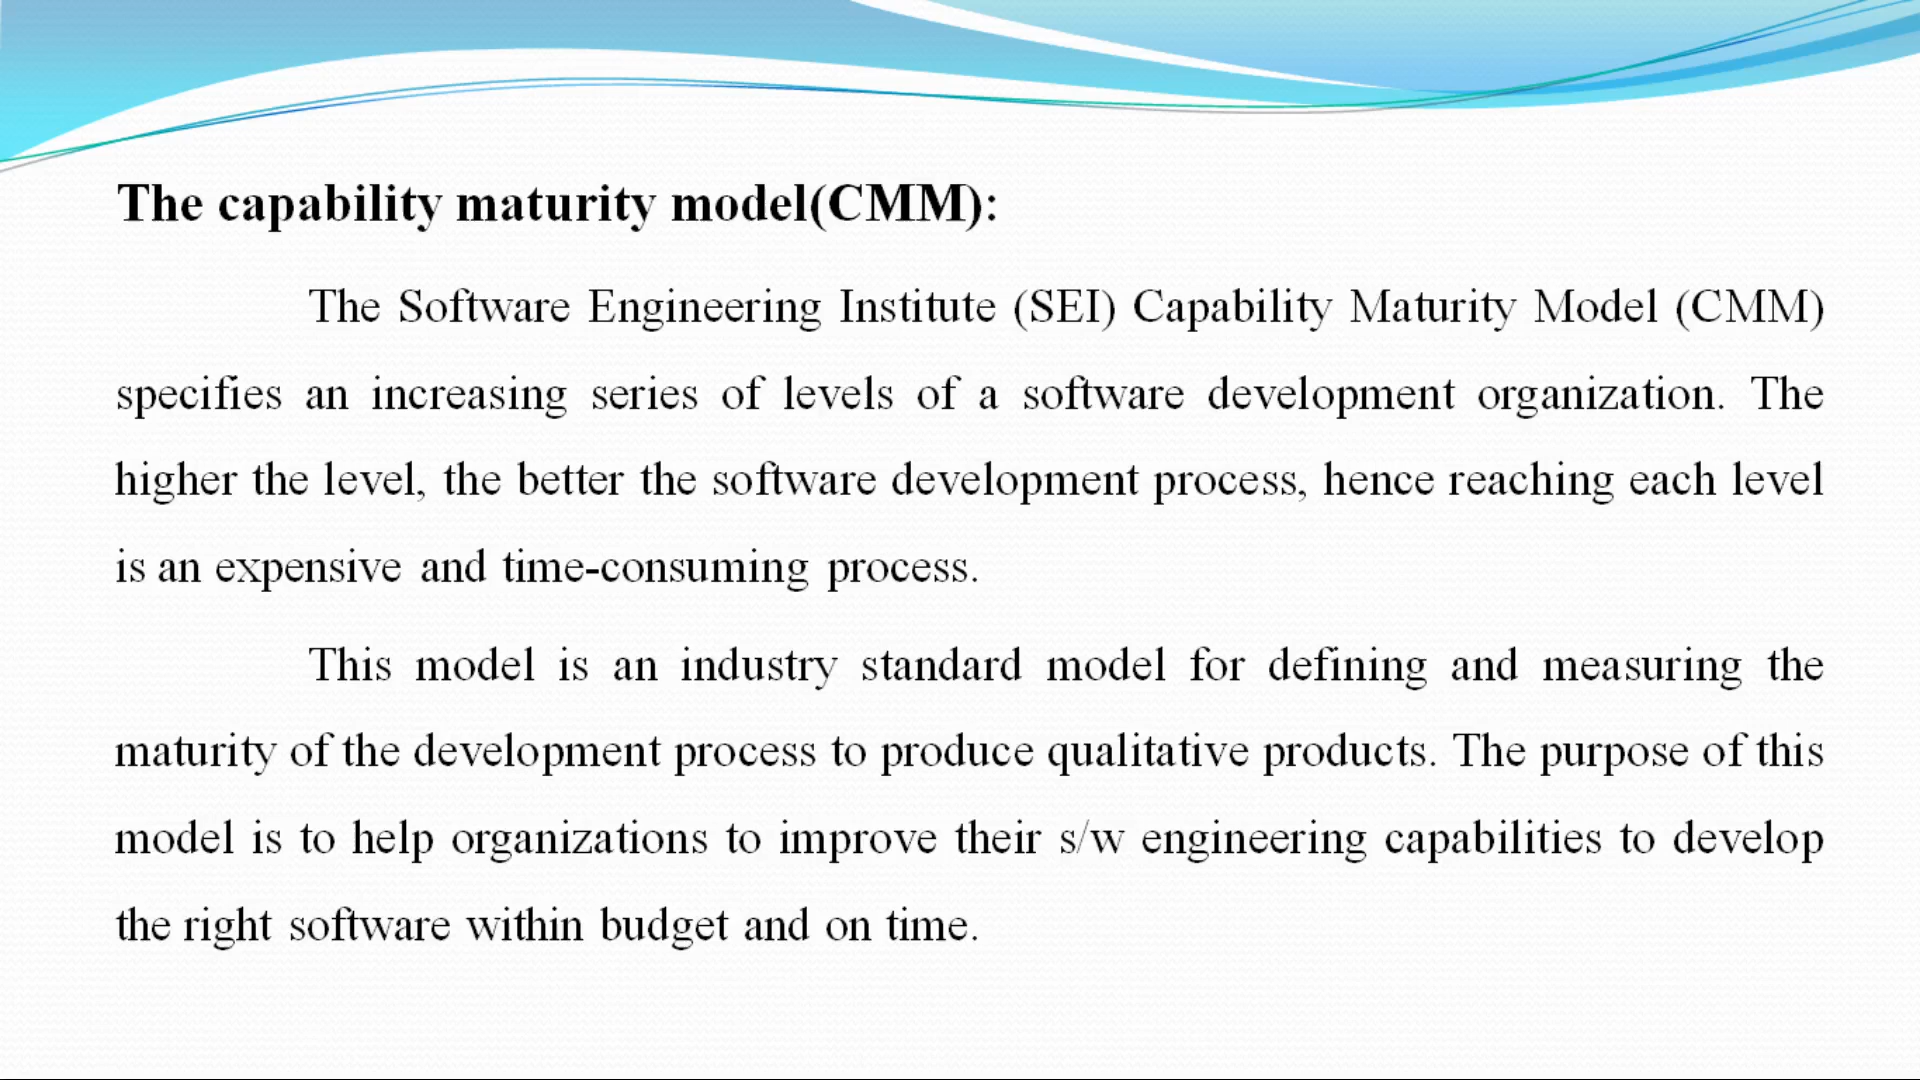 The capability maturity model(CMM):
The Software Engineering Institute (SEI) Capability Maturity Model (CMM)
specifies an increasing series of levels of a software development organization. The
higher the level, the better the software development process, hence reaching each level
is an expensive and time-consuming process.
This model is an industry standard model for defining and measuring the
maturity of the development process to produce qualitative products. The purpose of this
model is to help organizations to improve their s/w engineering capabilities to develop
the right software within budget and on time.